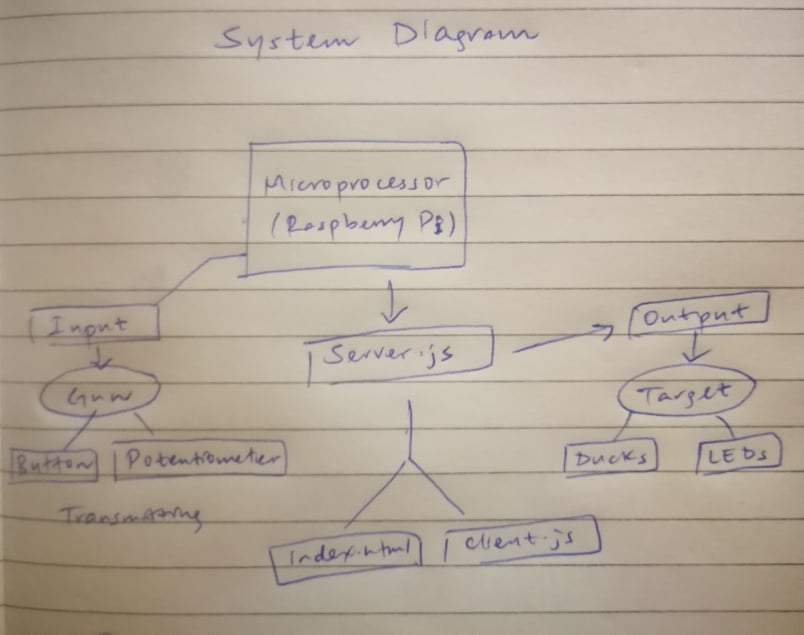 System Diagram
Microprocessor
(Raspberry Pi)
Input
Output
Server.js
Gun
Target
Button
Potentiometer
Ducks
LEDs
Transmitting
index.html
client.js